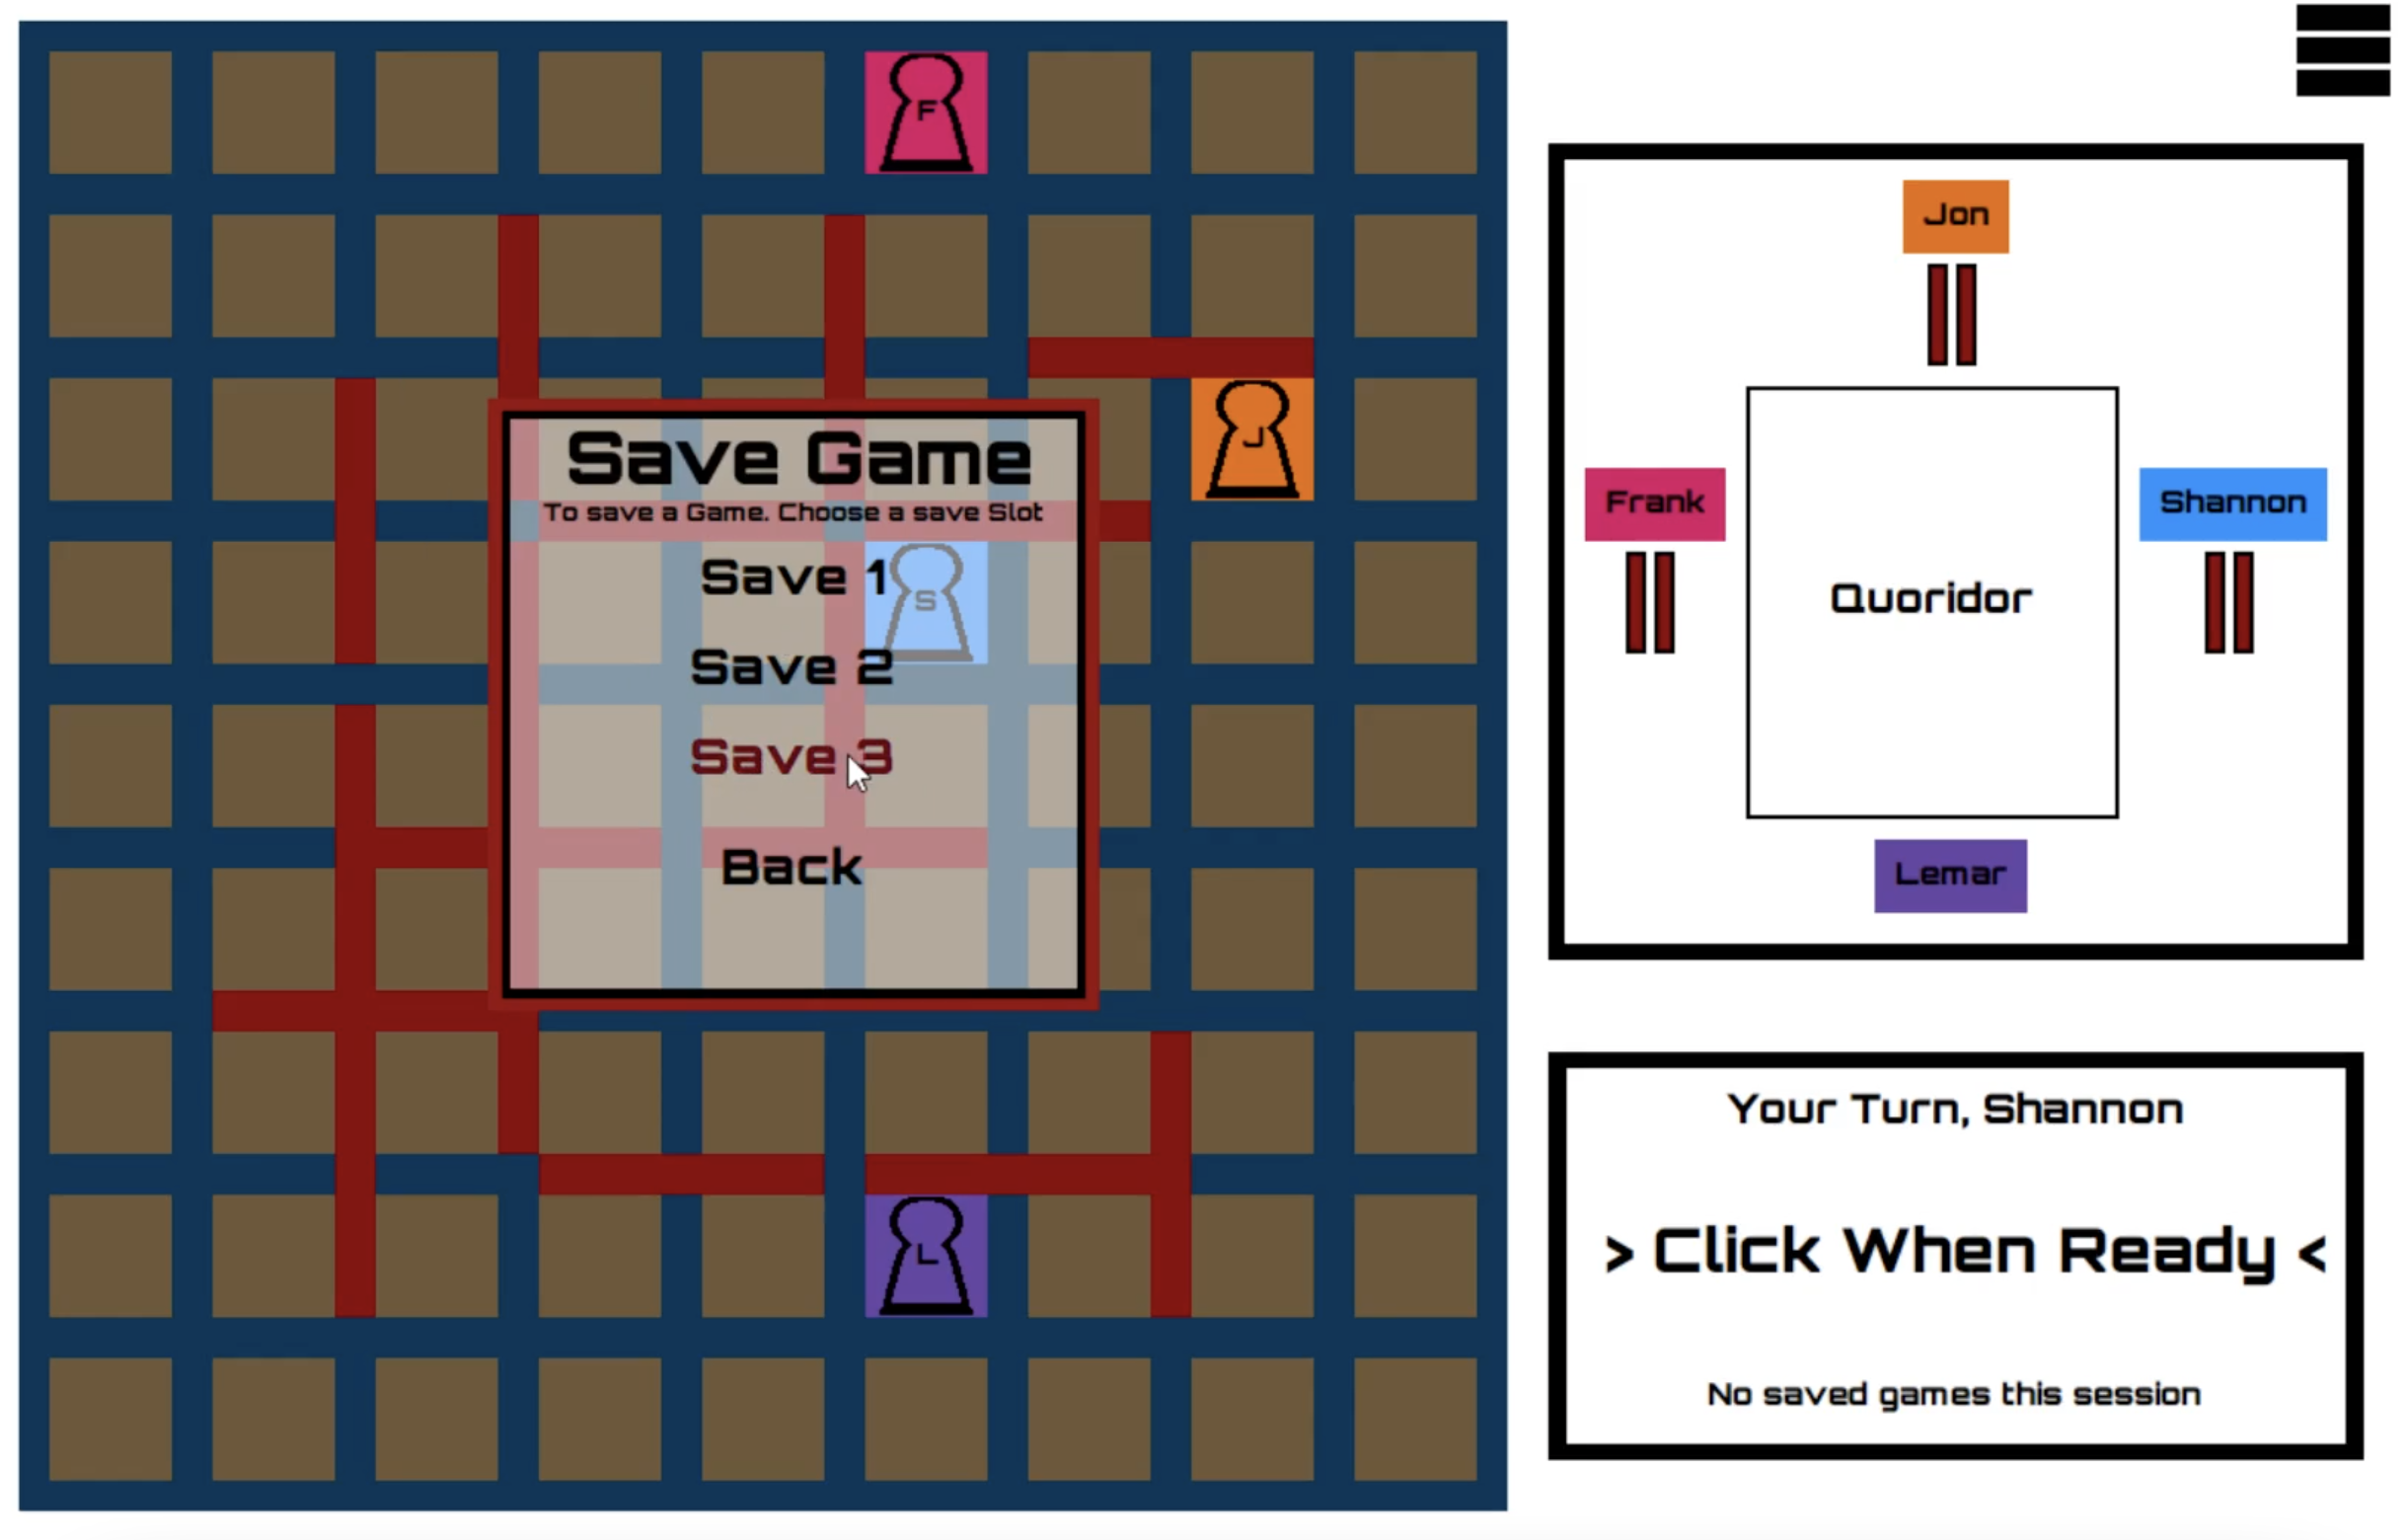 F
J
Save Game
To save a Game. Choose a save Slot
Save 1
S
Save 2
Save 3
Back
L
Jon
Frank
Shannon
Quoridor
Lemar
Your Turn, Shannon
> Click When Ready <
No saved games this session